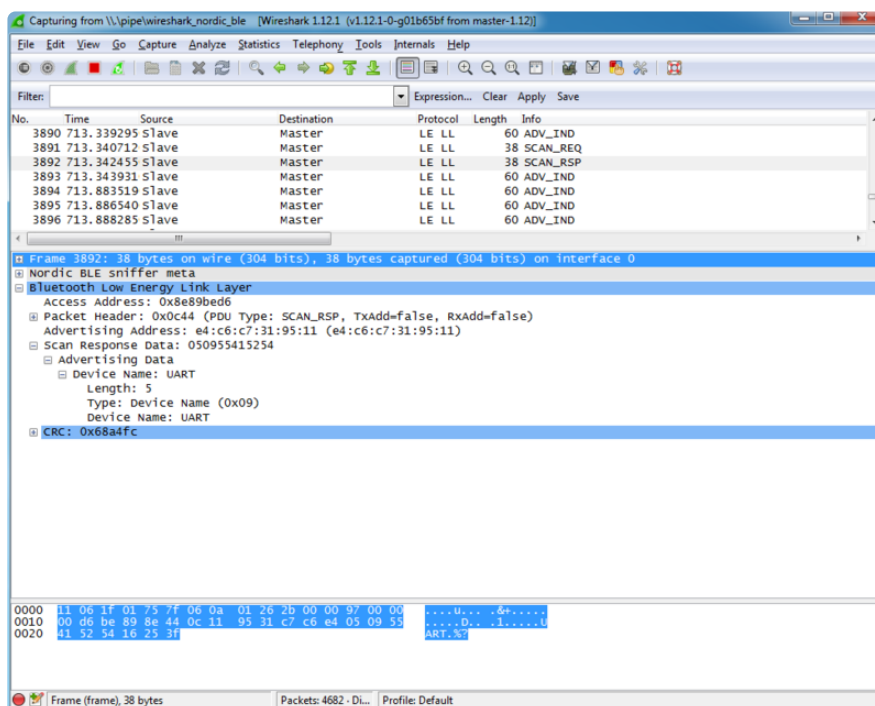 Capturing from \\.\pipe\wireshark_nordic_ble [Wireshark 1.12.1 (v1.12.1-0-g01b65bf from master-1.12)]
File Edit View Go Capture Analyze Statistics Telephony Tools Internals Help
Filter: Expression... Clear Apply Save
No. Time Source Destination Protocol Length Info
3890 713.339295 Slave Master LE LL 60 ADV_IND
3891 713.340712 Slave Master LE LL 38 SCAN_REQ
3892 713.342455 Slave Master LE LL 38 SCAN_RSP
3893 713.343931 Slave Master LE LL 60 ADV_IND
3894 713.883519 Slave Master LE LL 60 ADV_IND
3895 713.886540 Slave Master LE LL 60 ADV_IND
3896 713.888285 Slave Master LE LL 60 ADV_IND
Frame 3892: 38 bytes on wire (304 bits), 38 bytes captured (304 bits) on interface 0
Nordic BLE sniffer meta
Bluetooth Low Energy Link Layer
Access Address: 0x8e89bed6
Packet Header: 0x0c44 (PDU Type: SCAN_RSP, TxAdd=false, RxAdd=false)
Advertising Address: e4:c6:c7:31:95:11 (e4:c6:c7:31:95:11)
Scan Response Data: 050955415254
Advertising Data
Device Name: UART
Length: 5
Type: Device Name (0x09)
Device Name: UART
CRC: 0x68a4fc
0000 11 06 1f 01 75 7f 06 0a 01 26 2b 00 00 97 00 00 ....u... .&+.....
0010 00 d6 be 89 8e 44 0c 11 95 31 c7 c6 e4 05 09 55 .....D.. .1.....U
0020 41 52 54 16 25 3f ART.%?
Frame (frame), 38 bytes Packets: 4682 · Di... Profile: Default